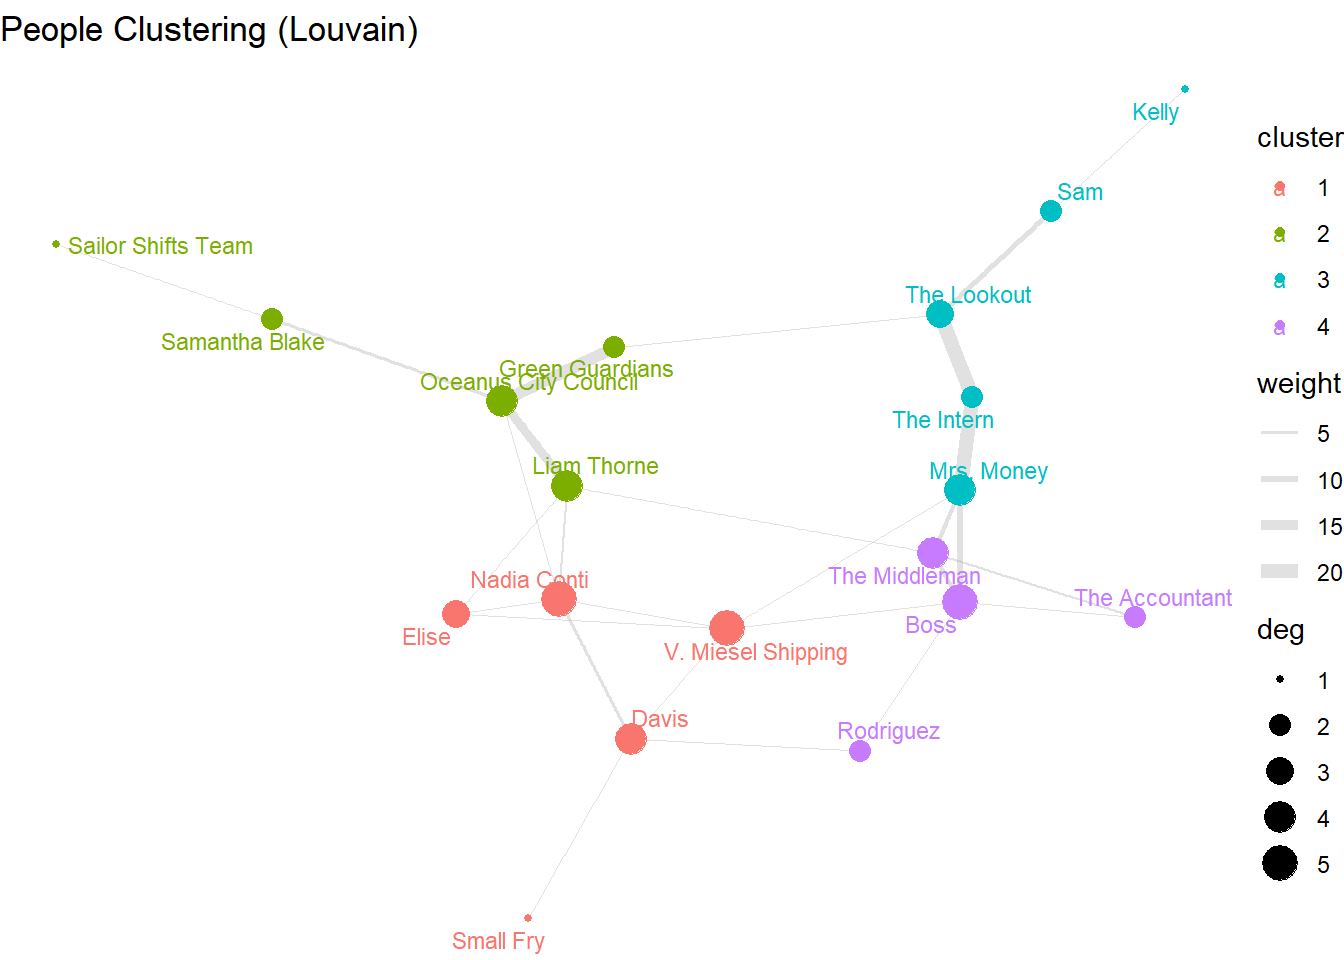 People Clustering (Louvain)
Kelly
Sam
Sailor Shifts Team
The Lookout
Samantha Blake
Green Guardians
Oceanus City Council
The Intern
Liam Thorne
Mrs. Money
Nadia Conti
The Middleman
The Accountant
Elise
Boss
V. Miesel Shipping
Davis
Rodriguez
Small Fry
cluster
a 1
a 2
a 3
a 4
weight
5
10
15
20
deg
1
2
3
4
5